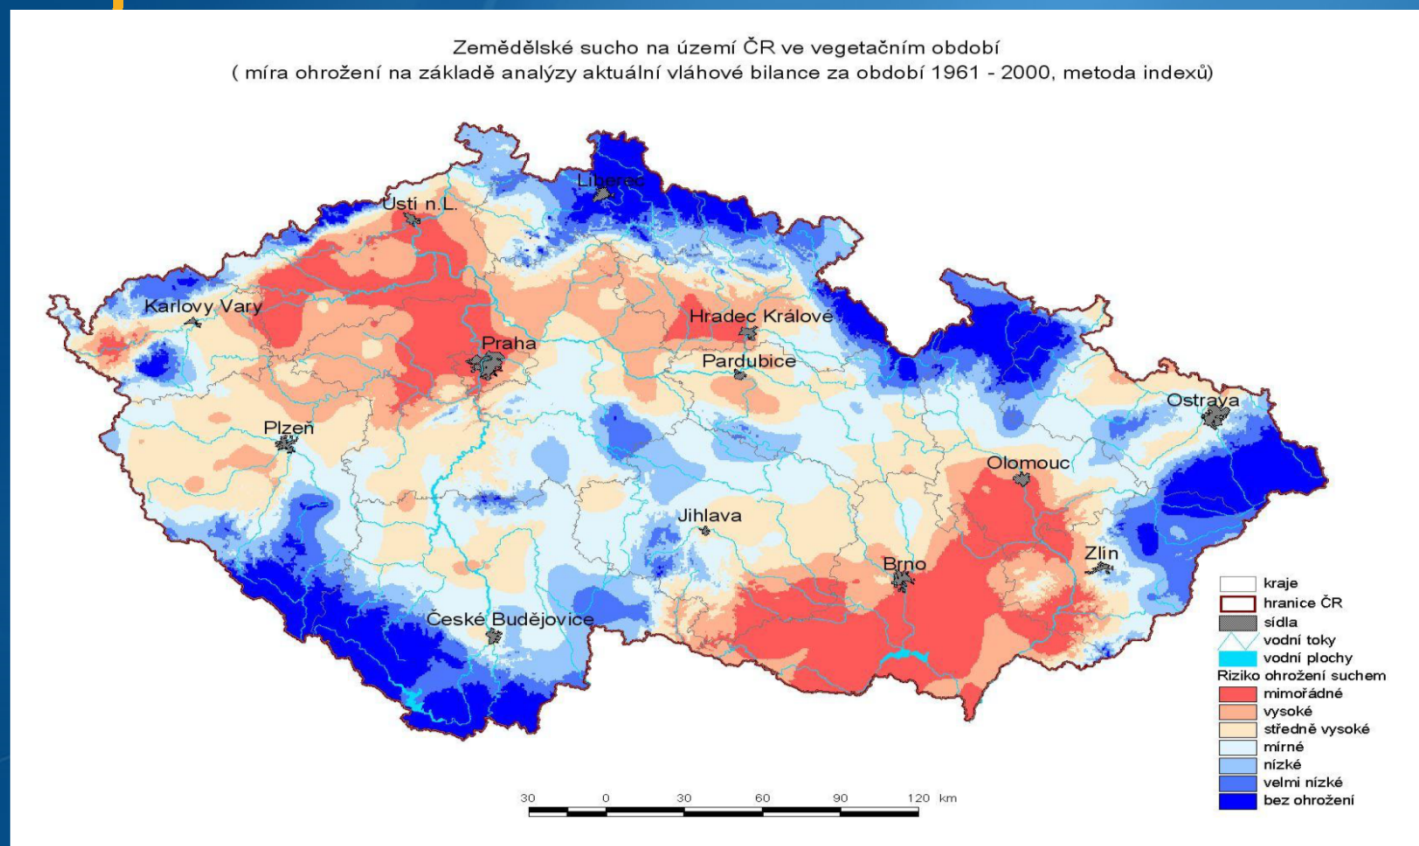 Zemědělské sucho na území ČR ve vegetačním období
( míra ohrožení na základě analýzy aktuální vláhové bilance za období 1961 - 2000, metoda indexů)
Liberec
Ústí n.L.
Karlovy Vary
Hradec Králové
Praha
Pardubice
Ostrava
Plzeň
Olomouc
Jihlava
Zlín
Brno
České Budějovice
kraje
hranice ČR
sídla
vodní toky
vodní plochy
Riziko ohrožení suchem
mimořádné
vysoké
středně vysoké
mírné
nízké
velmi nízké
bez ohrožení
30 0 30 60 90 120 km